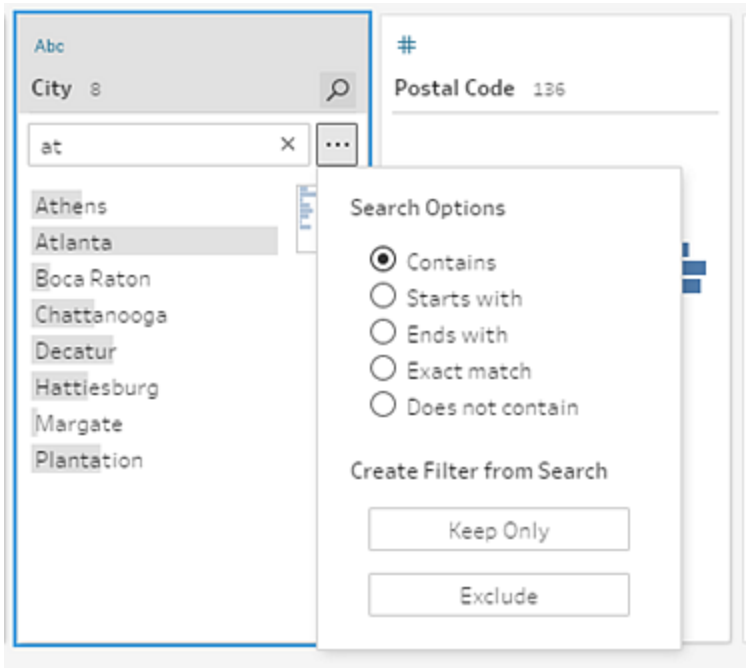 Abc
City 8
at
Athens
Atlanta
Boca Raton
Chattanooga
Decatur
Hattiesburg
Margate
Plantation
#
Postal Code 136
Search Options
Contains
Starts with
Ends with
Exact match
Does not contain
Create Filter from Search
Keep Only
Exclude